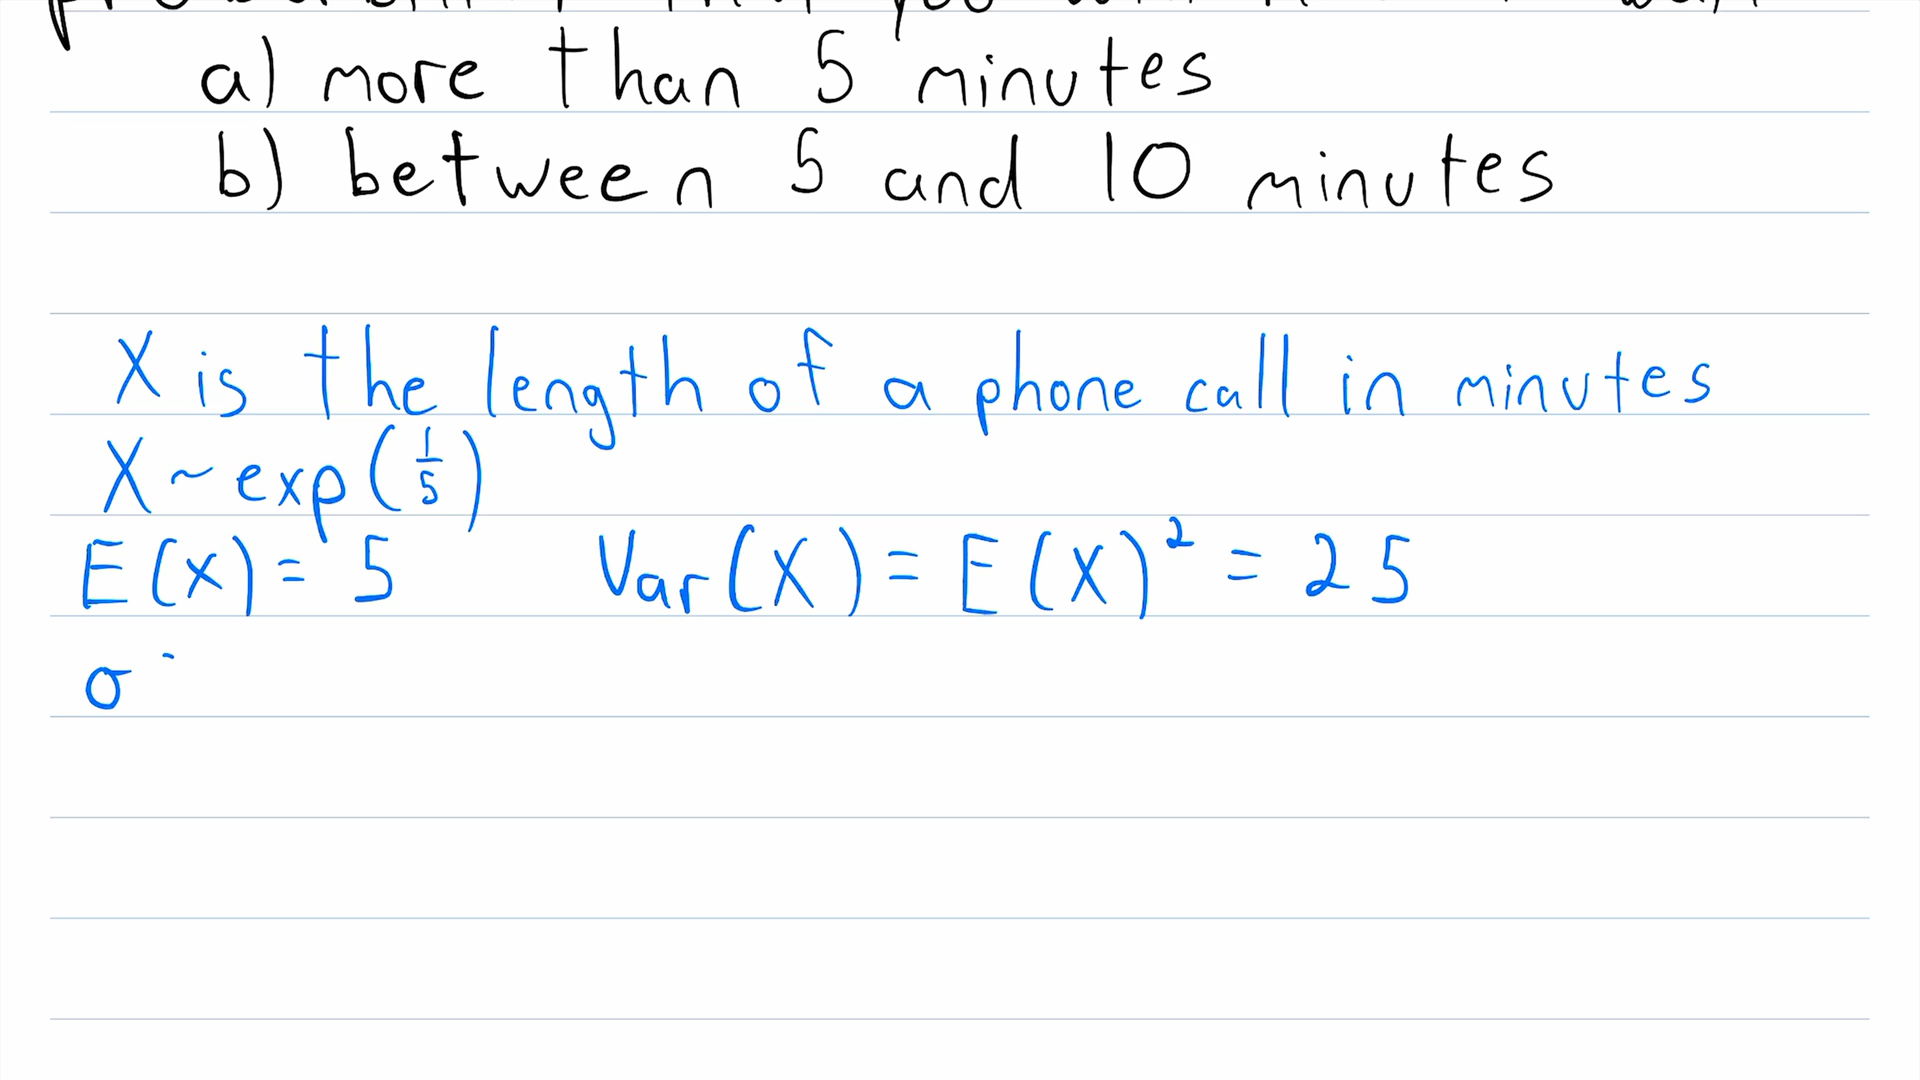 a) more than 5 minutes
b) between 5 and 10 minutes
X is the length of a phone call in minutes
X ~ exp(1/5)
E(X) = 5 Var(X) = E(X)² = 25
σ